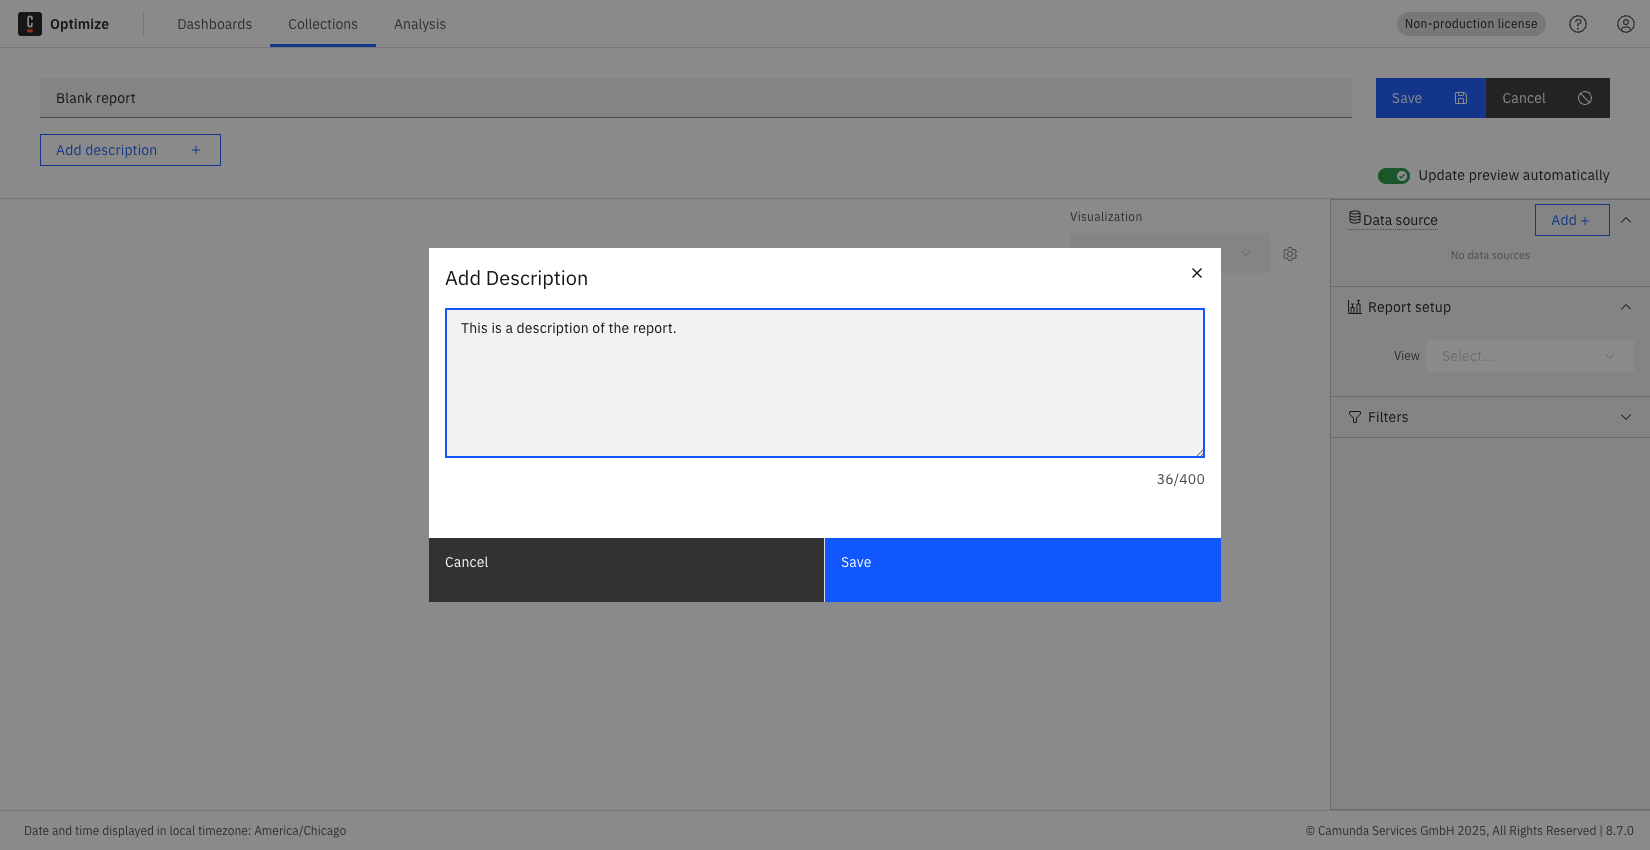 Optimize
Dashboards
Collections
Analysis
Non-production license
Blank report
Save
Cancel
Add description +
Update preview automatically
Visualization
Data source
Add +
No data sources
Report setup
View
Select...
Filters
Add Description
This is a description of the report.
36/400
Cancel
Save
Date and time displayed in local timezone: America/Chicago
© Camunda Services GmbH 2025, All Rights Reserved | 8.7.0